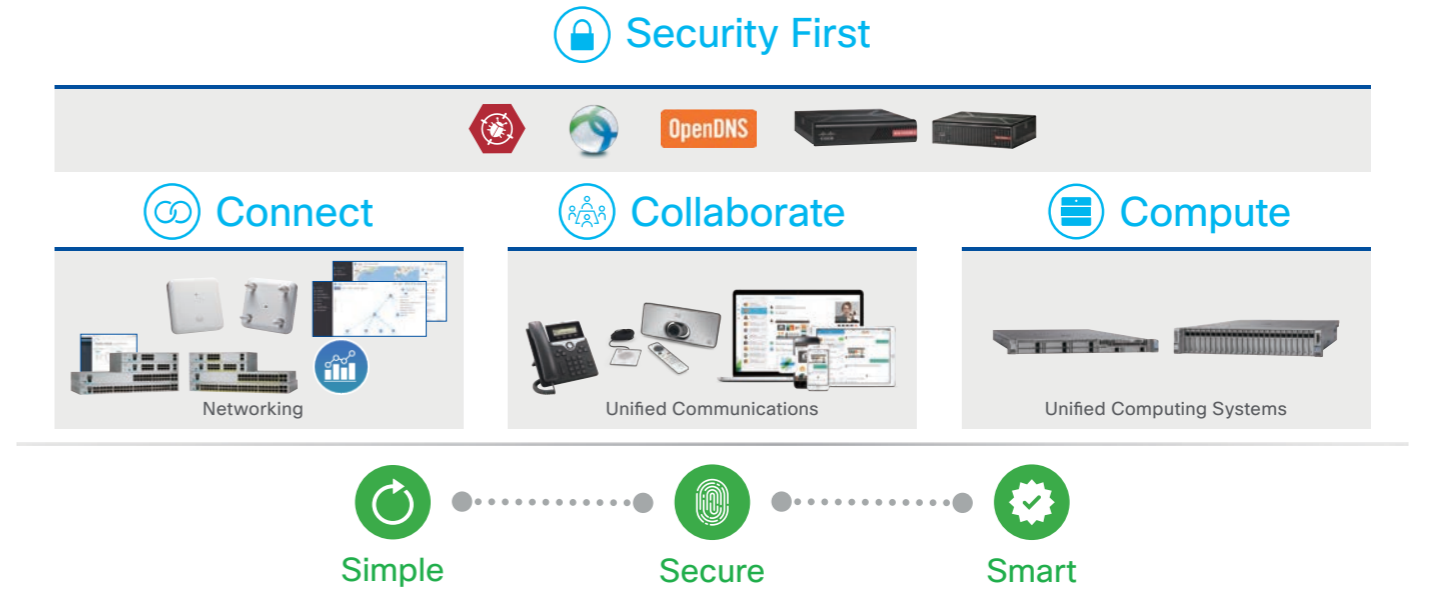 Security First
OpenDNS
Connect
Collaborate
Compute
Networking
Unified Communications
Unified Computing Systems
Simple
Secure
Smart